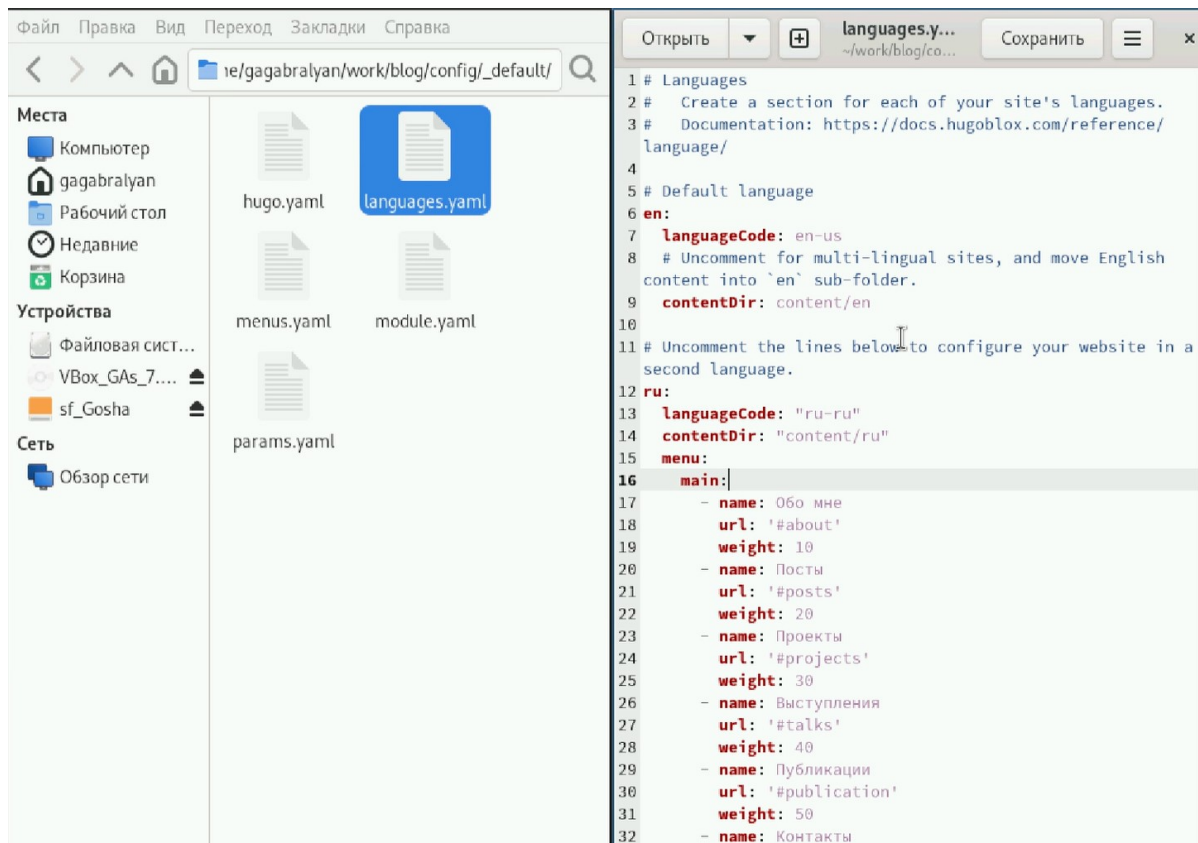 Файл Правка Вид Переход Закладки Справка
ıe/gagabralyan/work/blog/config/_default/
Места
Компьютер
gagabralyan
Рабочий стол
Недавние
Корзина
Устройства
Файловая сист...
VBox_GAs_7....
sf_Gosha
Сеть
Обзор сети
hugo.yaml
languages.yaml
menus.yaml
module.yaml
params.yaml
Открыть
languages.y...
~/work/blog/co...
Сохранить
1 # Languages
2 #   Create a section for each of your site's languages.
3 #   Documentation: https://docs.hugoblox.com/reference/
language/
4
5 # Default language
6 en:
7   languageCode: en-us
8   # Uncomment for multi-lingual sites, and move English
content into `en` sub-folder.
9   contentDir: content/en
10
11 # Uncomment the lines below to configure your website in a
second language.
12 ru:
13   languageCode: "ru-ru"
14   contentDir: "content/ru"
15   menu:
16     main:
17       - name: Обо мне
18         url: '#about'
19         weight: 10
20       - name: Посты
21         url: '#posts'
22         weight: 20
23       - name: Проекты
24         url: '#projects'
25         weight: 30
26       - name: Выступления
27         url: '#talks'
28         weight: 40
29       - name: Публикации
30         url: '#publication'
31         weight: 50
32       - name: Контакты